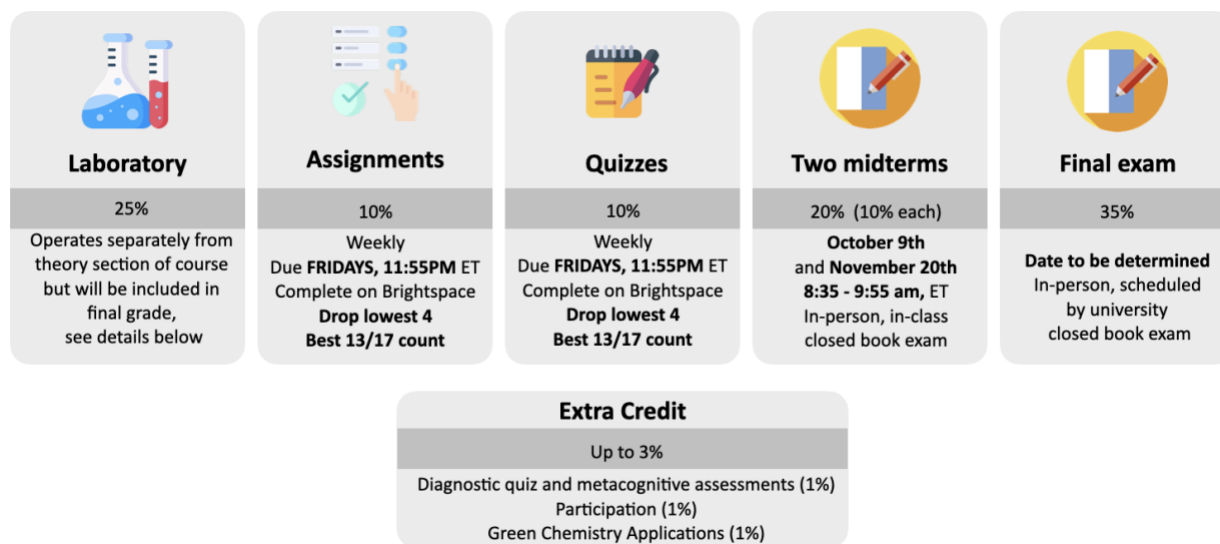 Laboratory
25%
Operates separately from
theory section of course
but will be included in
final grade,
see details below
Assignments
10%
Weekly
Due FRIDAYS, 11:55PM ET
Complete on Brightspace
Drop lowest 4
Best 13/17 count
Quizzes
10%
Weekly
Due FRIDAYS, 11:55PM ET
Complete on Brightspace
Drop lowest 4
Best 13/17 count
Two midterms
20% (10% each)
October 9th
and November 20th
8:35 - 9:55 am, ET
In-person, in-class
closed book exam
Final exam
35%
Date to be determined
In-person, scheduled
by university
closed book exam
Extra Credit
Up to 3%
Diagnostic quiz and metacognitive assessments (1%)
Participation (1%)
Green Chemistry Applications (1%)